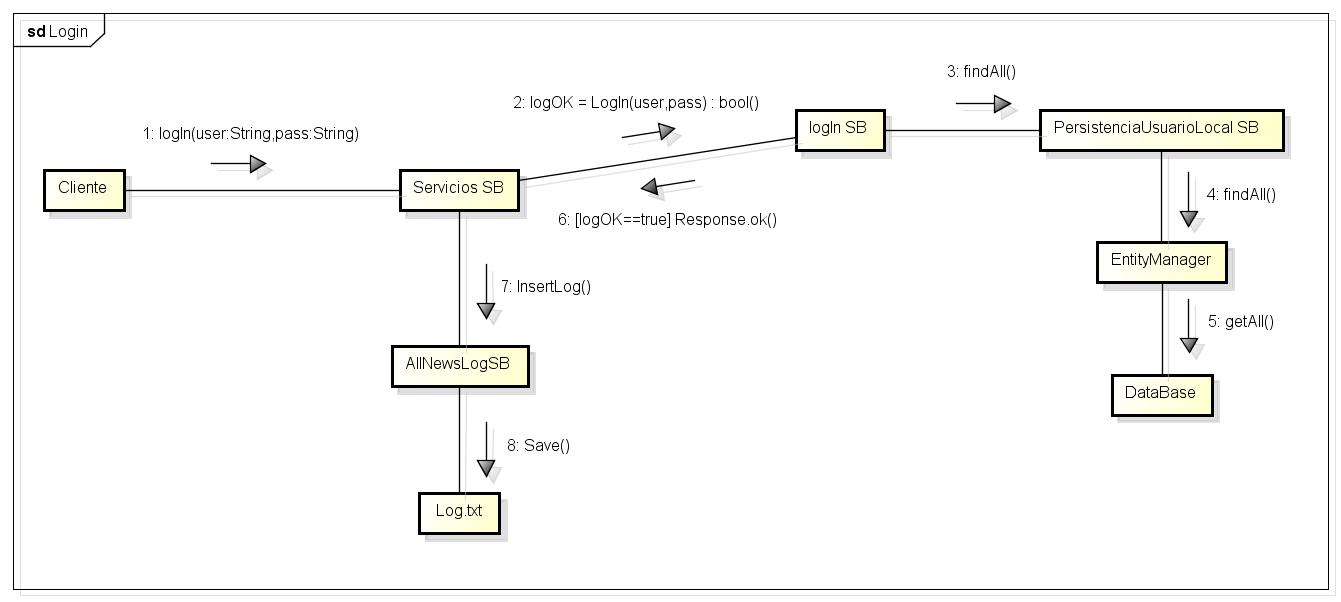 sd Login
3: findAll()
2: logOK = LogIn(user,pass) : bool()
1: logIn(user:String,pass:String)
logIn SB
PersistenciaUsuarioLocal SB
Cliente
Servicios SB
4: findAll()
6: [logOK==true] Response.ok()
EntityManager
7: InsertLog()
5: getAll()
AllNewsLogSB
DataBase
8: Save()
Log.txt